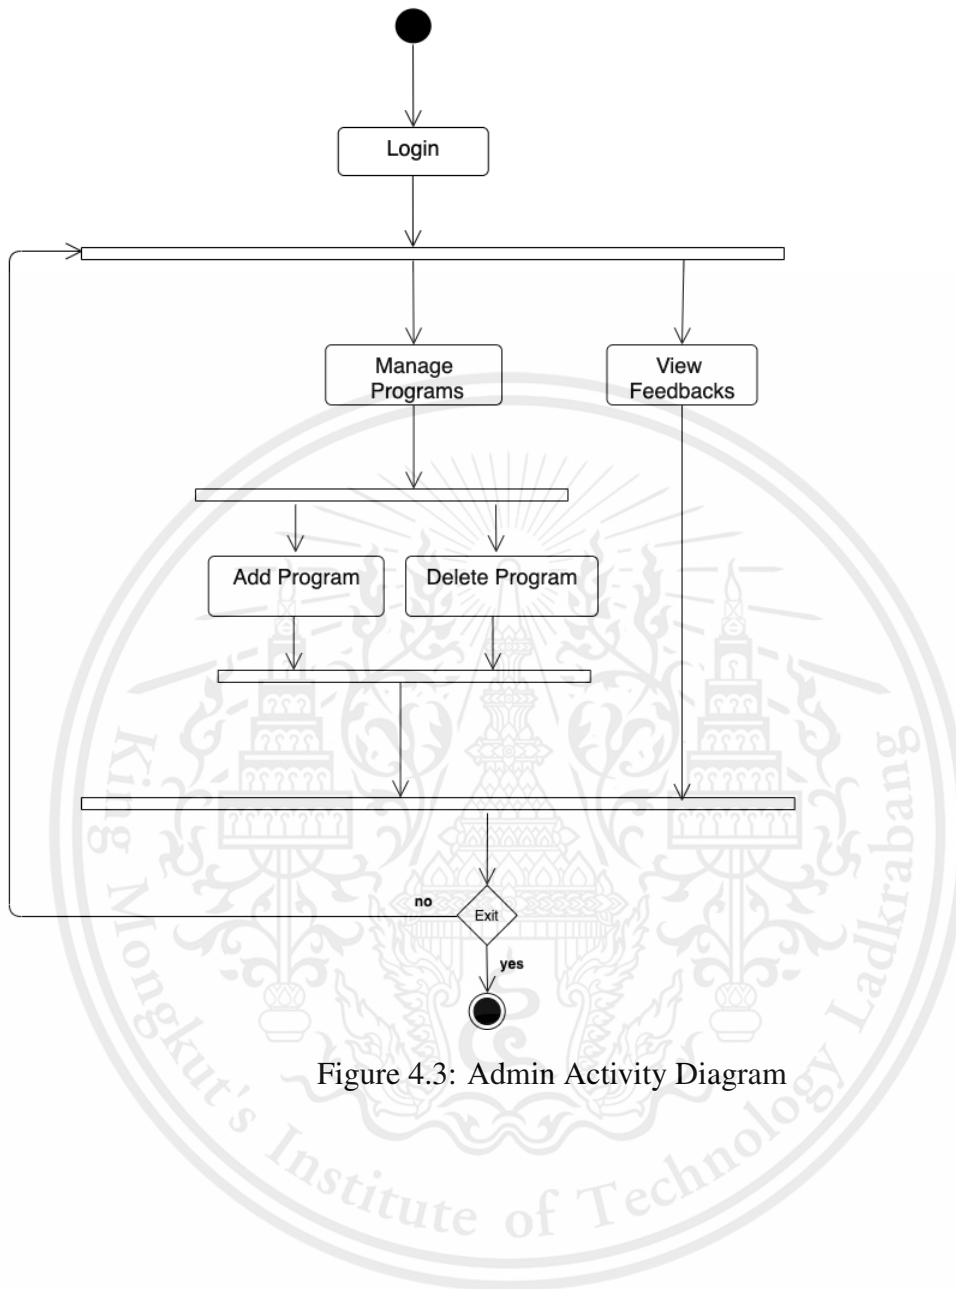 Login
Manage
Programs
View
Feedbacks
Add Program
Delete Program
no
Exit
yes
Figure 4.3: Admin Activity Diagram
King Mongkut's Institute of Technology Ladkrabang